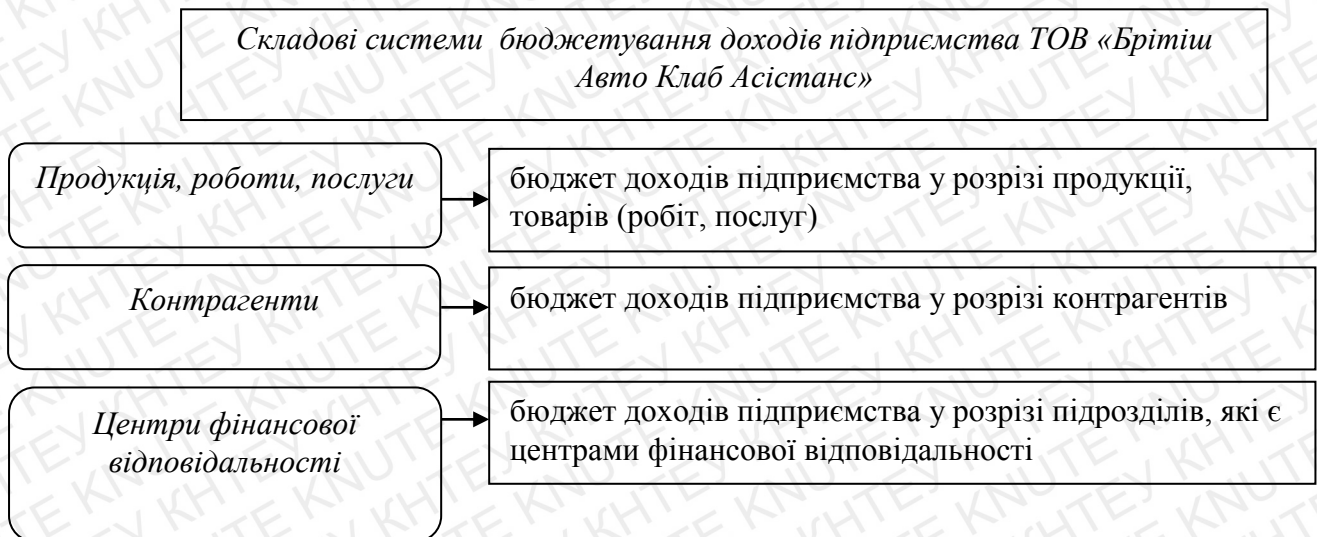 Складові системи бюджетування доходів підприємства ТОВ «Брітіш
Авто Клаб Асістанс»
Продукція, роботи, послуги
бюджет доходів підприємства у розрізі продукції,
товарів (робіт, послуг)
Контрагенти
бюджет доходів підприємства у розрізі контрагентів
Центри фінансової
відповідальності
бюджет доходів підприємства у розрізі підрозділів, які є
центрами фінансової відповідальності